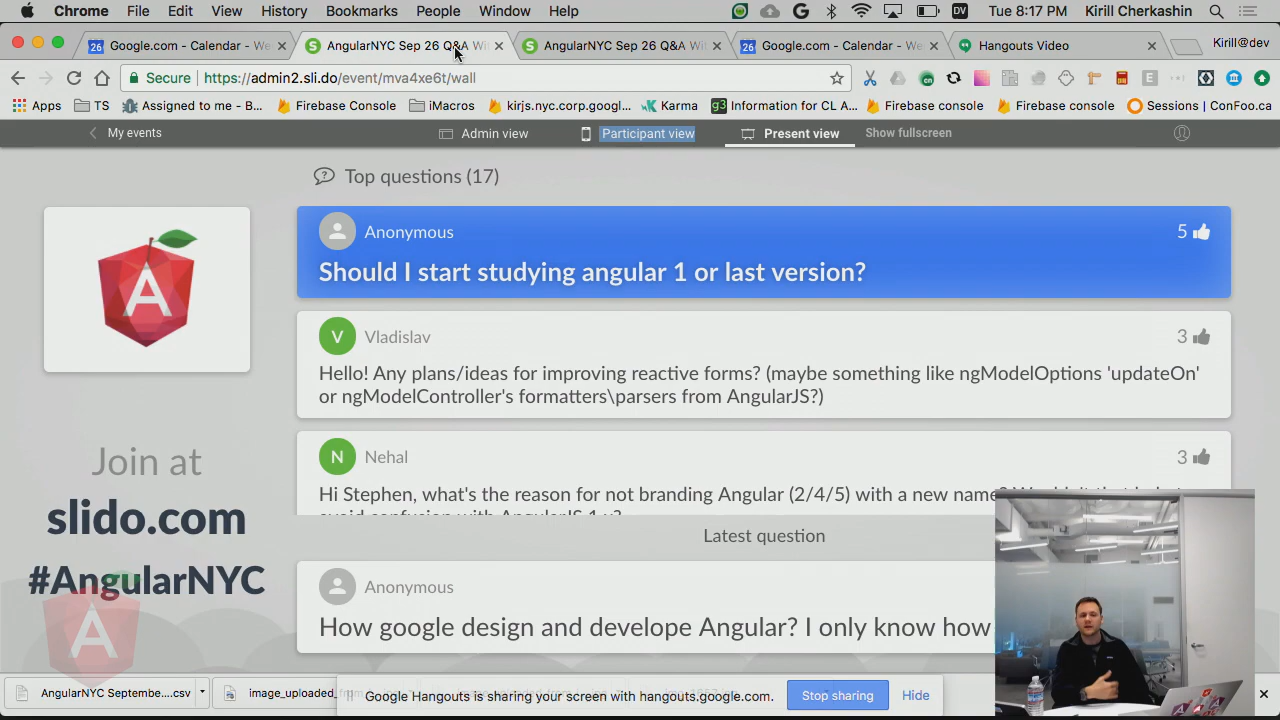 Chrome File Edit View History Bookmarks People Window Help Tue 8:17 PM Kirill Cherkashin
26 Google.com - Calendar - We AngularNYC Sep 26 Q&A Wi AngularNYC Sep 26 Q&A Wit 26 Google.com - Calendar - We Hangouts Video Kirill@dev
Secure https://admin2.sli.do/event/mva4xe6t/wall
Apps TS Assigned to me - B... Firebase Console iMacros kirjs.nyc.corp.googl... Karma g3 Information for CL A... Firebase console Firebase console Sessions | ConFoo.ca
My events Admin view Participant view Present view Show fullscreen
Top questions (17)
Anonymous 5
Should I start studying angular 1 or last version?
V Vladislav 3
Hello! Any plans/ideas for improving reactive forms? (maybe something like ngModelOptions 'updateOn'
or ngModelController's formatters\parsers from AngularJS?)
N Nehal 3
Hi Stephen, what's the reason for not branding Angular (2/4/5) with a new name?
Join at
slido.com
#AngularNYC
Latest question
Anonymous
How google design and develope Angular? I only know how
AngularNYC Septembe....csv image_uploaded
Google Hangouts is sharing your screen with hangouts.google.com. Stop sharing Hide